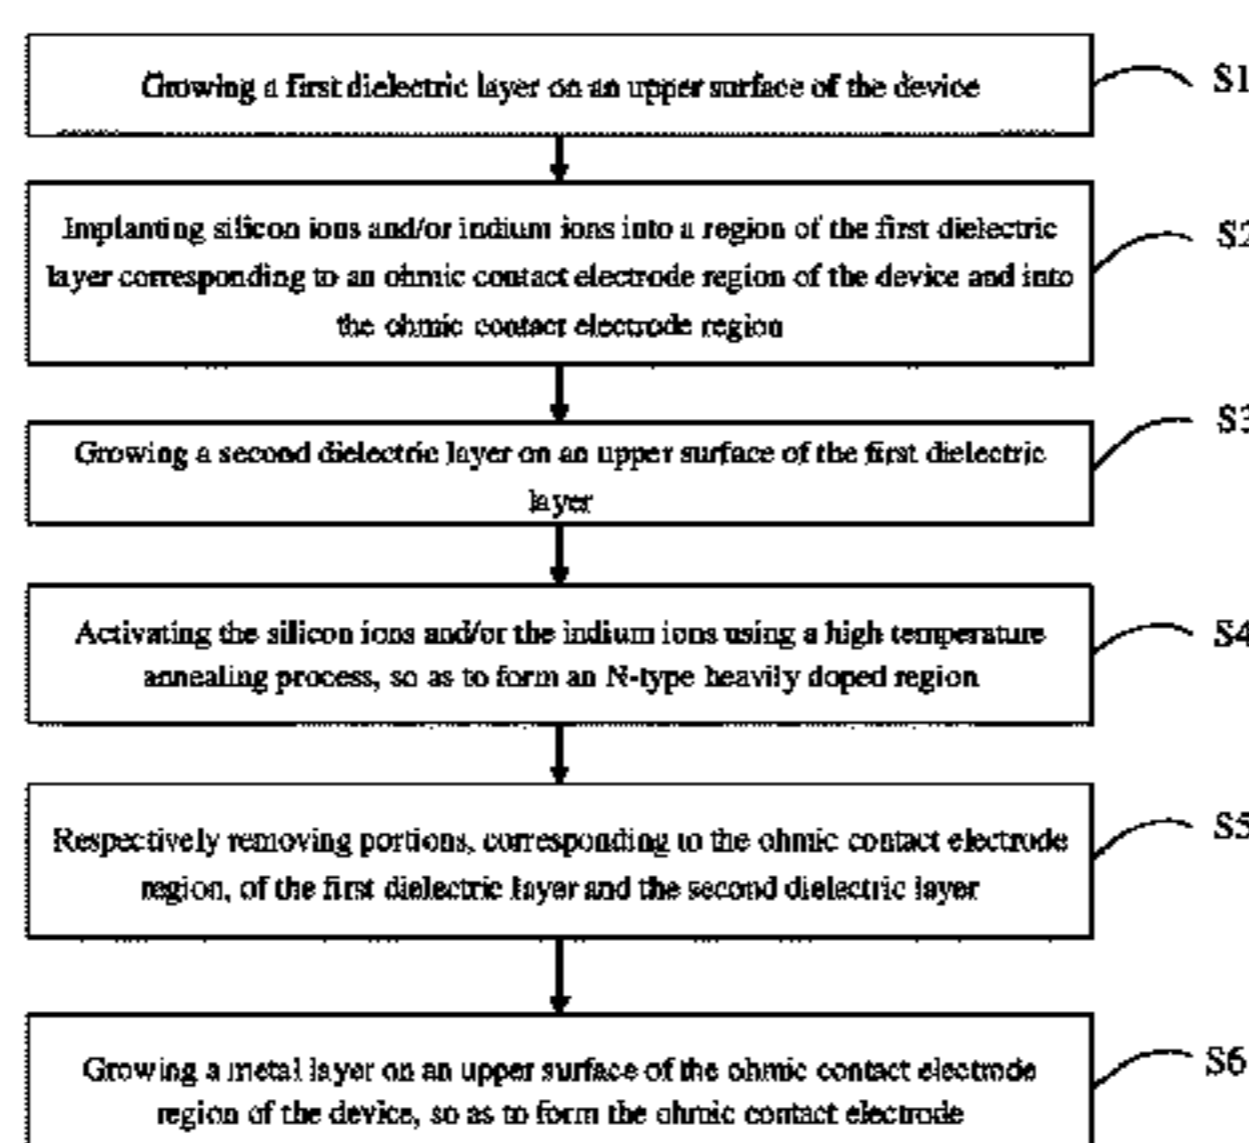 Growing a first dielectric layer on an upper surface of the device
S1
Implanting silicon ions and/or indium ions into a region of the first dielectric
layer corresponding to an ohmic contact electrode region of the device and into
the ohmic contact electrode region
S2
Growing a second dielectric layer on an upper surface of the first dielectric
layer
S3
Activating the silicon ions and/or the indium ions using a high temperature
annealing process, so as to form an N-type heavily doped region
S4
Respectively removing portions, corresponding to the ohmic contact electrode
region, of the first dielectric layer and the second dielectric layer
S5
Growing a metal layer on an upper surface of the ohmic contact electrode
region of the device, so as to form the ohmic contact electrode
S6